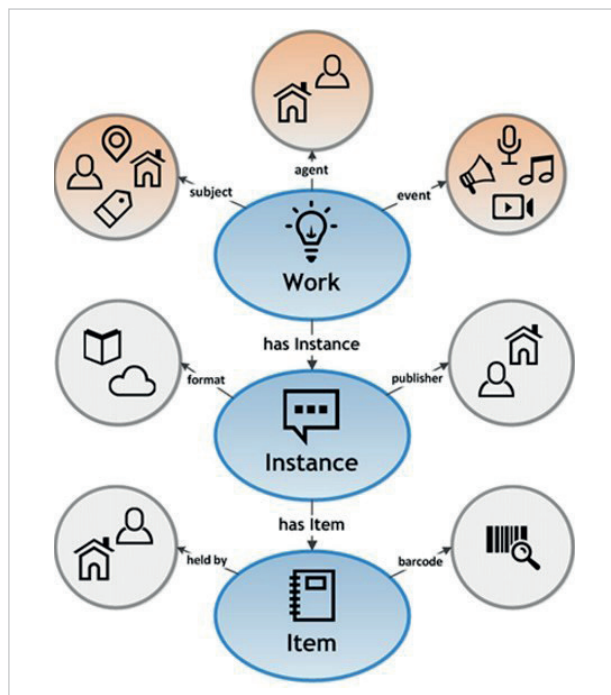 agent
subject
event
Work
has Instance
format
publisher
Instance
has Item
held by
barcode
Item